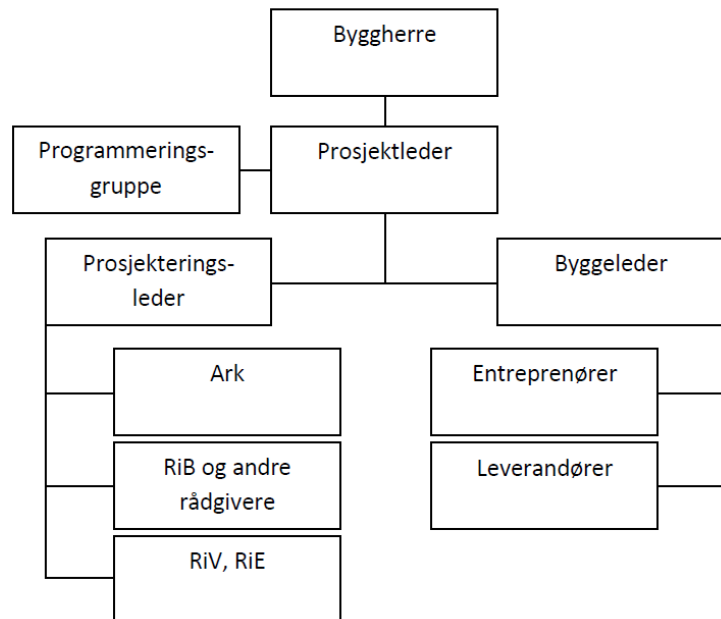 Byggherre
Programmerings-
gruppe
Prosjektleder
Prosjekterings-
leder
Byggeleder
Ark
Entreprenører
RiB og andre
rådgivere
Leverandører
RiV, RiE